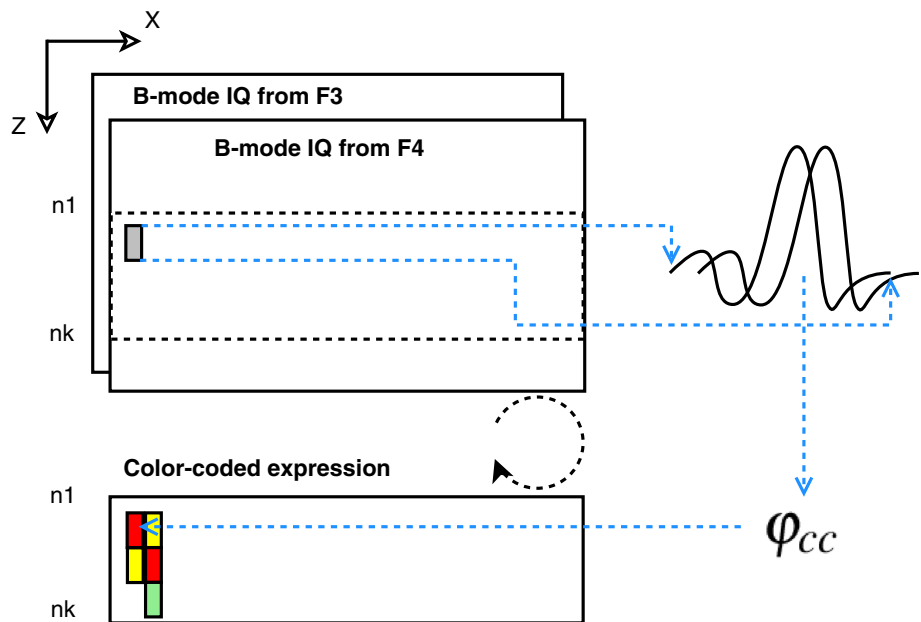 X
Z
B-mode IQ from F3
B-mode IQ from F4
n1
nk
Color-coded expression
n1
φcc
nk